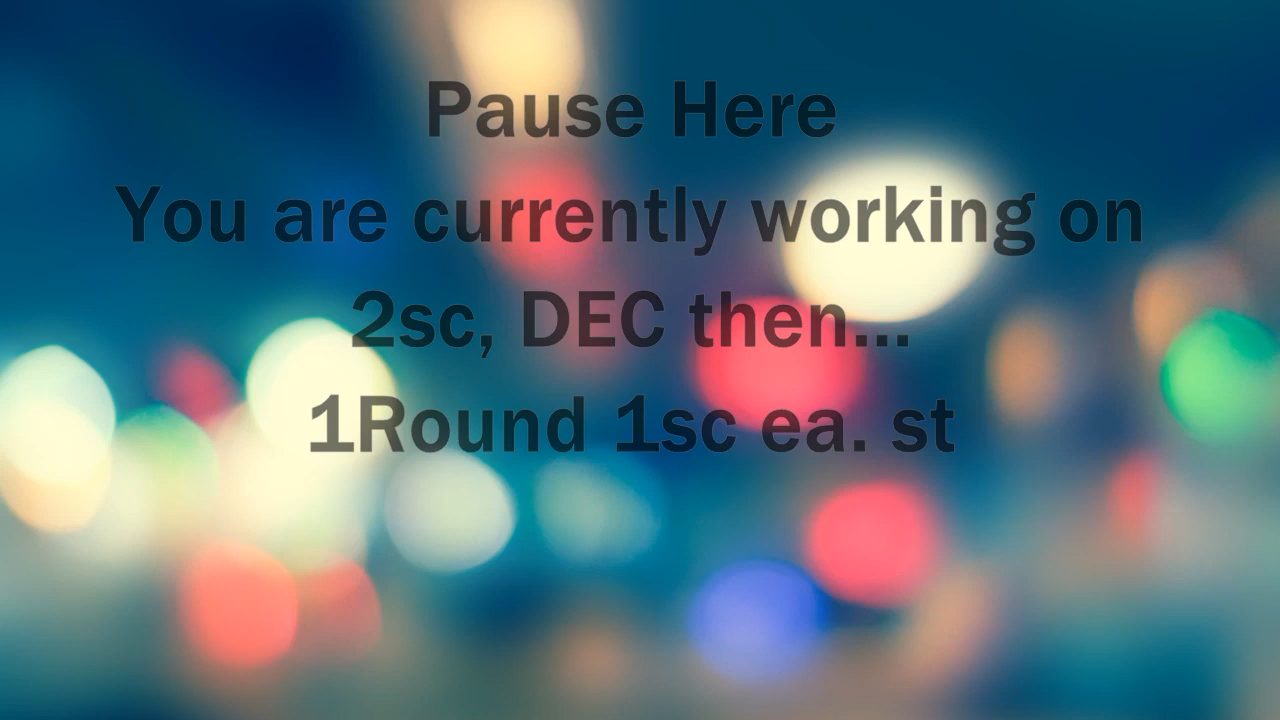 Pause Here
You are currently working on
2sc, DEC then...
1Round 1sc ea. st